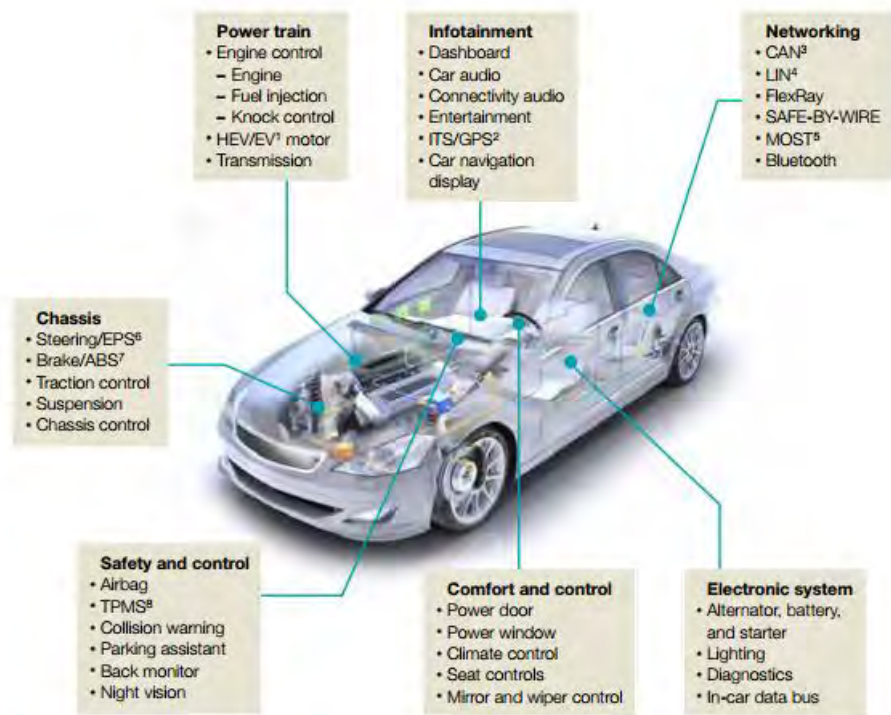 Power train
• Engine control
– Engine
– Fuel injection
– Knock control
• HEV/EV¹ motor
• Transmission
Infotainment
• Dashboard
• Car audio
• Connectivity audio
• Entertainment
• ITS/GPS²
• Car navigation
display
Networking
• CAN³
• LIN⁴
• FlexRay
• SAFE-BY-WIRE
• MOST⁵
• Bluetooth
Chassis
• Steering/EPS⁶
• Brake/ABS⁷
• Traction control
• Suspension
• Chassis control
Safety and control
• Airbag
• TPMS⁸
• Collision warning
• Parking assistant
• Back monitor
• Night vision
Comfort and control
• Power door
• Power window
• Climate control
• Seat controls
• Mirror and wiper control
Electronic system
• Alternator, battery,
and starter
• Lighting
• Diagnostics
• In-car data bus